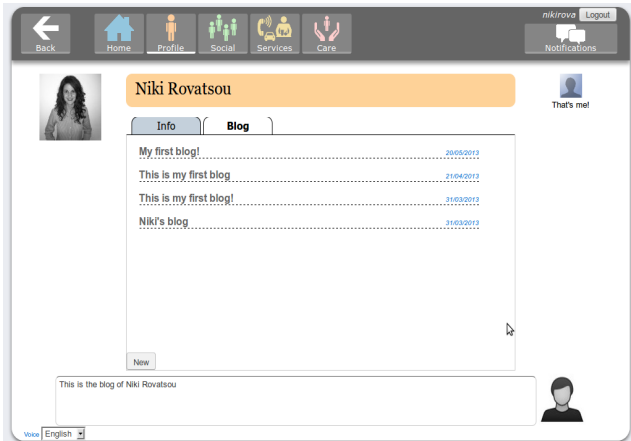 nikirova Logout
Back Home Profile Social Services Care Notifications
Niki Rovatsou
That's me!
Info Blog
My first blog! 20/05/2013
This is my first blog 21/04/2013
This is my first blog! 31/03/2013
Niki's blog 31/03/2013
New
This is the blog of Niki Rovatsou
Voice English